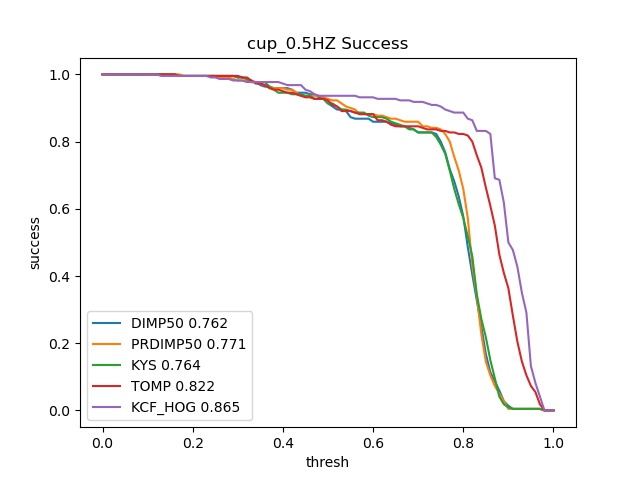 cup_0.5HZ Success
success
1.0
0.8
0.6
0.4
0.2
0.0
DIMP50 0.762
PRDIMP50 0.771
KYS 0.764
TOMP 0.822
KCF_HOG 0.865
0.0 0.2 0.4 0.6 0.8 1.0
thresh